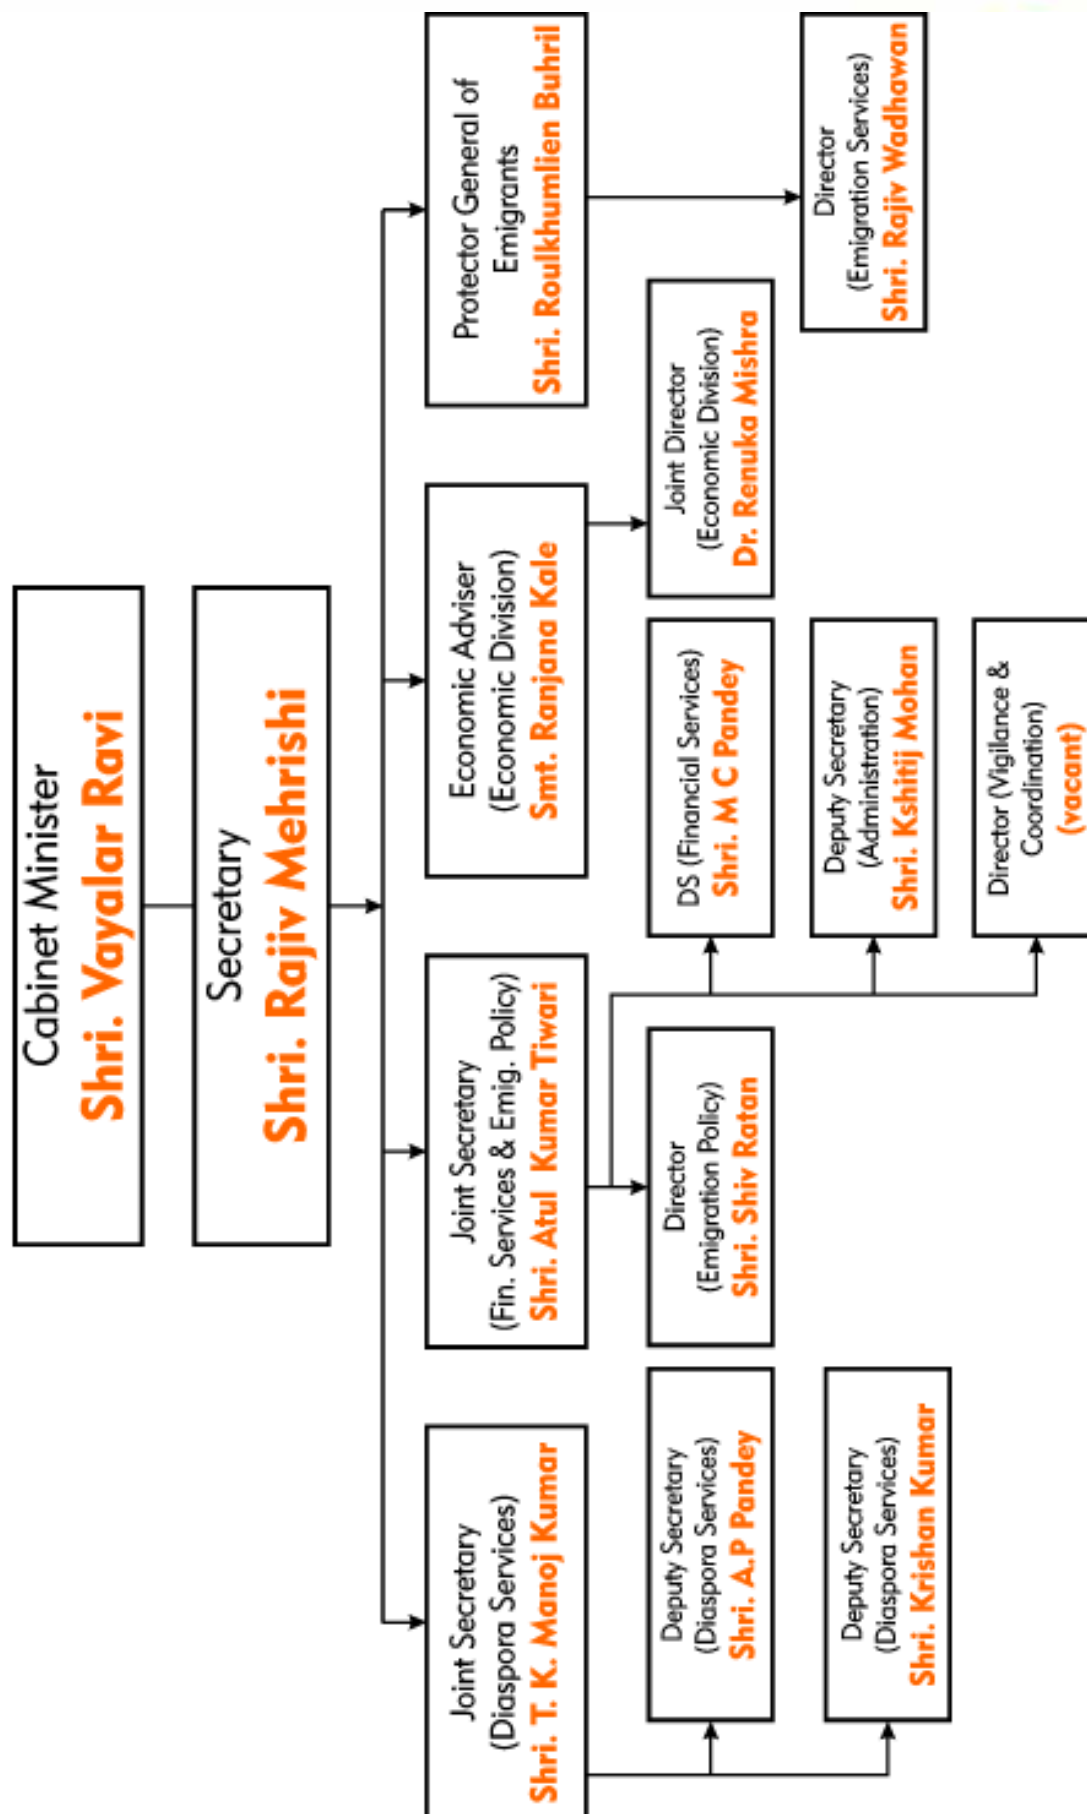 Cabinet Minister
Shri. Vayalar Ravi
Secretary
Shri. Rajiv Mehrishi
Joint Secretary
(Diaspora Services)
Shri. T. K. Manoj Kumar
Joint Secretary
(Fin. Services & Emig. Policy)
Shri. Atul Kumar Tiwari
Economic Adviser
(Economic Division)
Smt. Ranjana Kale
Protector General of
Emigrants
Shri. Roulkhumlien Buhril
Deputy Secretary
(Diaspora Services)
Shri. A.P Pandey
Director
(Emigration Policy)
Shri. Shiv Ratan
DS (Financial Services)
Shri. M C Pandey
Joint Director
(Economic Division)
Dr. Renuka Mishra
Director
(Emigration Services)
Shri. Rajiv Wadhawan
Deputy Secretary
(Diaspora Services)
Shri. Krishan Kumar
Deputy Secretary
(Administration)
Shri. Kshitij Mohan
Director (Vigilance &
Coordination)
(vacant)